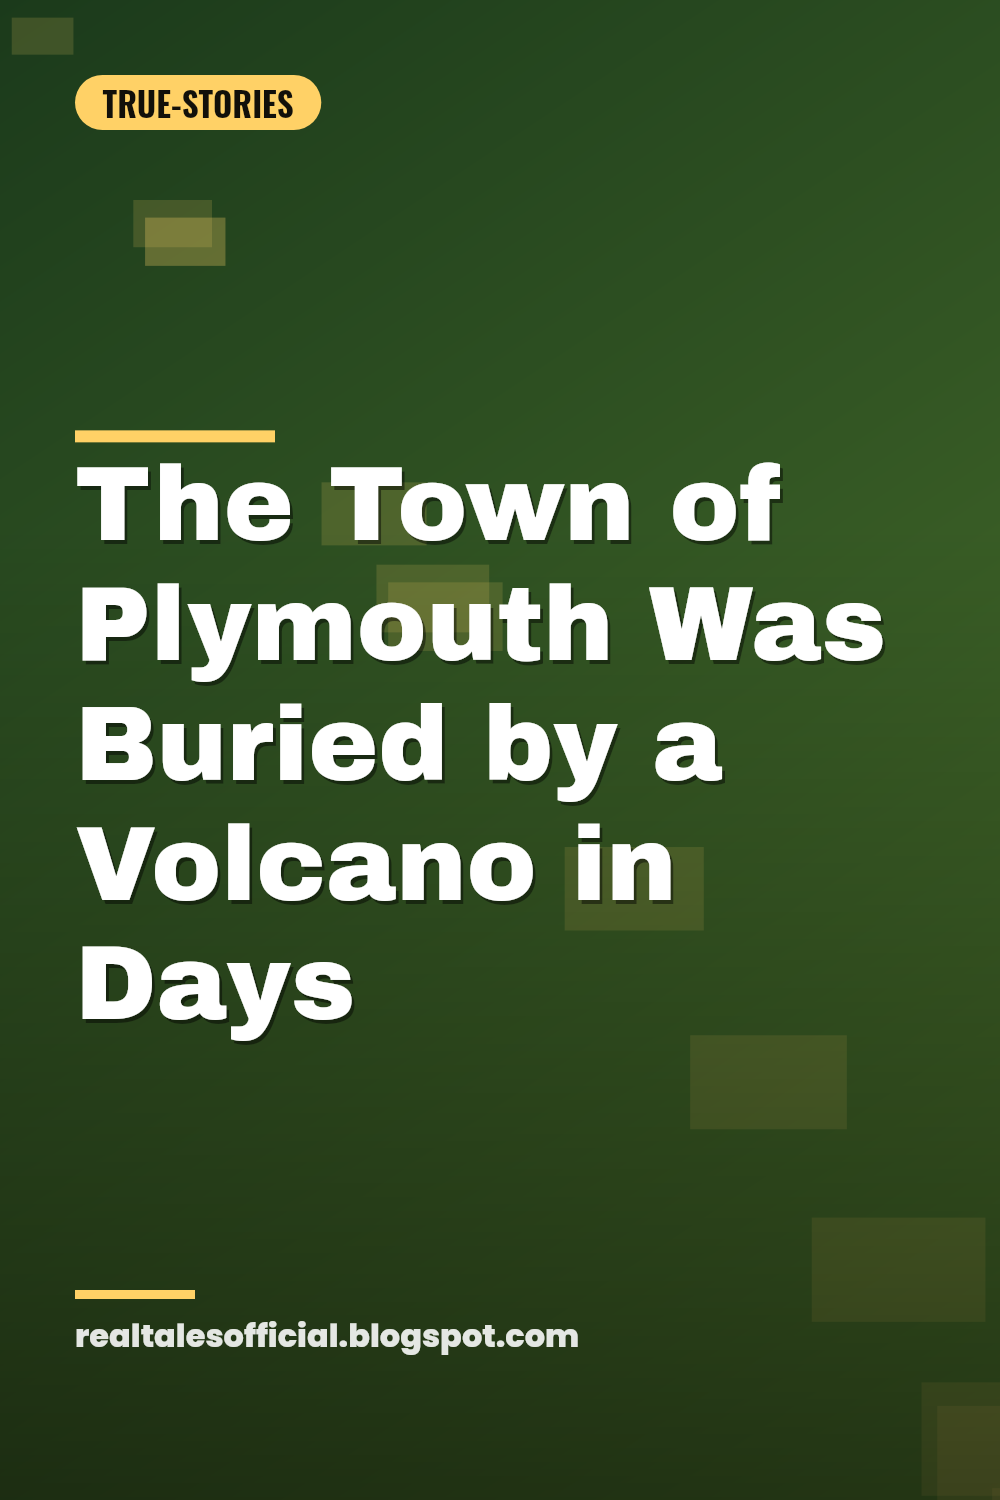 TRUE-STORIES
The Town of
Plymouth Was
Buried by a
Volcano in
Days
realtalesofficial.blogspot.com